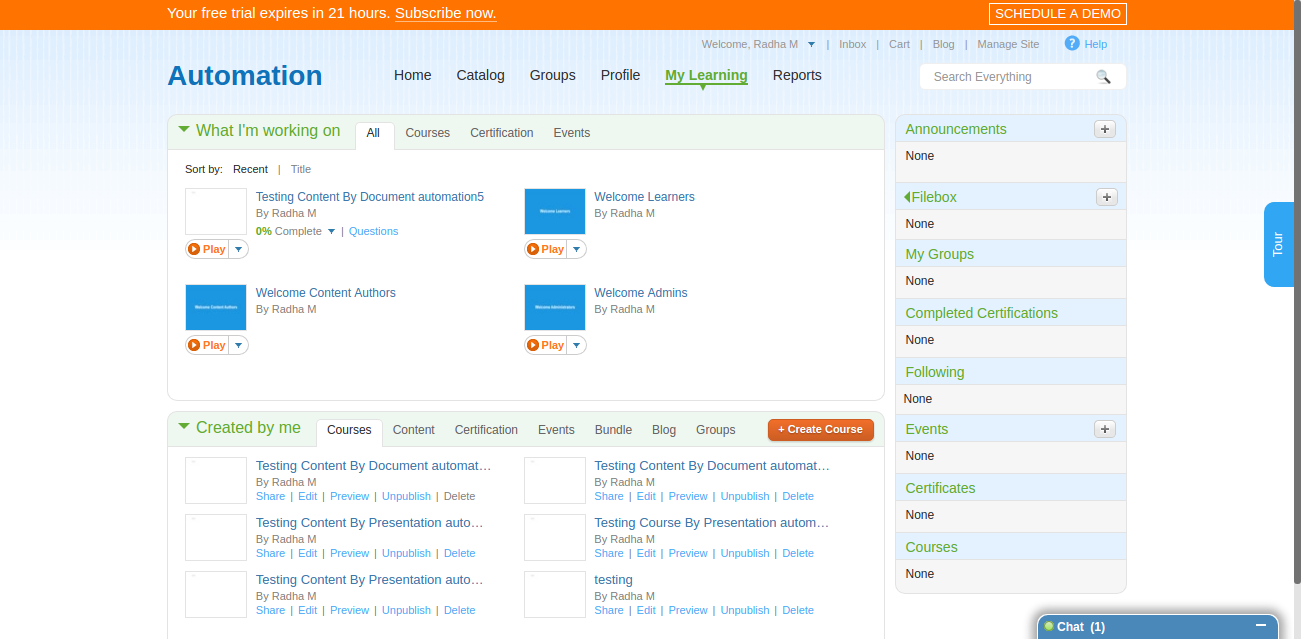 Your free trial expires in 21 hours. Subscribe now.
SCHEDULE A DEMO
Welcome, Radha M | Inbox | Cart | Blog | Manage Site ? Help
Automation
Home Catalog Groups Profile My Learning Reports
Search Everything
What I'm working on All Courses Certification Events
Sort by: Recent | Title
Testing Content By Document automation5
By Radha M
0% Complete | Questions
Play
Welcome Learners
Welcome Learners
By Radha M
Play
Welcome Content Authors
Welcome Content Authors
By Radha M
Play
Welcome Administrators
Welcome Admins
By Radha M
Play
Created by me Courses Content Certification Events Bundle Blog Groups + Create Course
Testing Content By Document automat…
By Radha M
Share | Edit | Preview | Unpublish | Delete
Testing Content By Document automat…
By Radha M
Share | Edit | Preview | Unpublish | Delete
Testing Content By Presentation auto…
By Radha M
Share | Edit | Preview | Unpublish | Delete
Testing Course By Presentation autom…
By Radha M
Share | Edit | Preview | Unpublish | Delete
Testing Content By Presentation auto…
By Radha M
Share | Edit | Preview | Unpublish | Delete
testing
By Radha M
Share | Edit | Preview | Unpublish | Delete
Announcements +
None
Filebox +
None
My Groups
None
Completed Certifications
None
Following
None
Events +
None
Certificates
None
Courses
None
Tour
Chat (1)